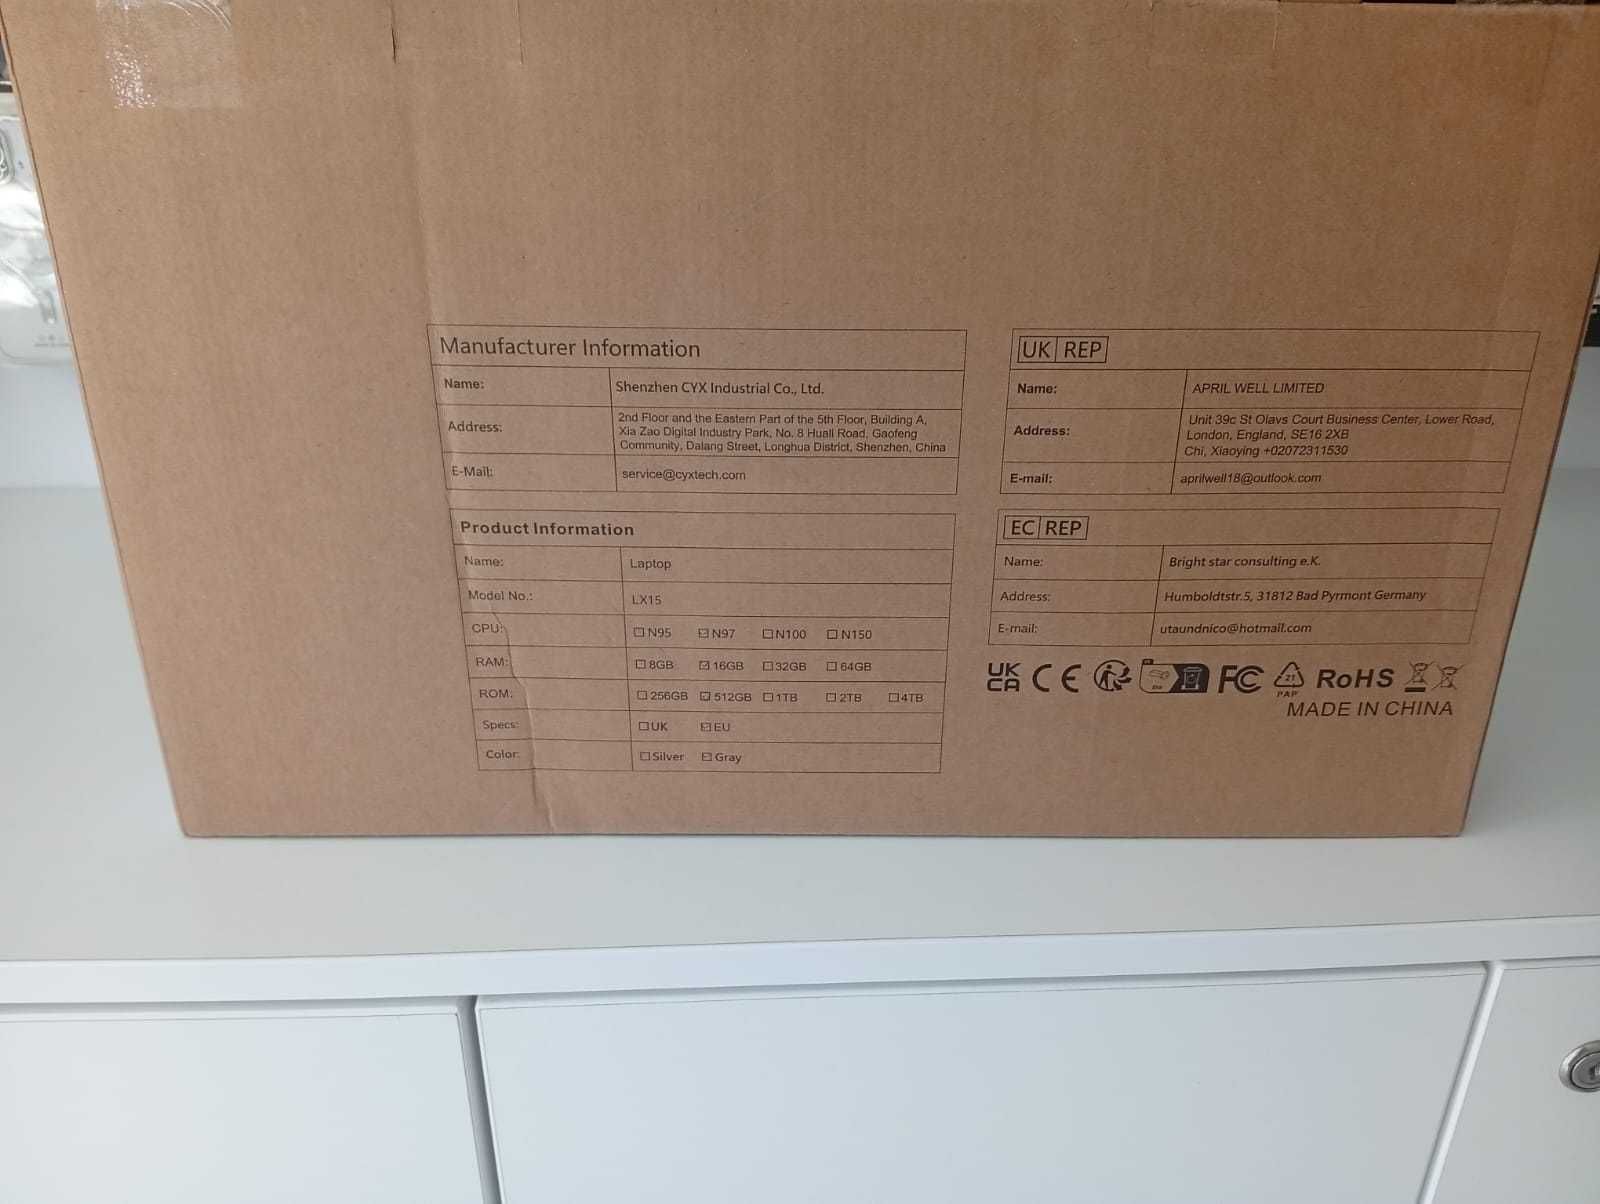 Manufacturer Information
Name: Shenzhen CYX Industrial Co., Ltd.
Address: 2nd Floor and the Eastern Part of the 5th Floor, Building A,
Xia Zao Digital Industry Park, No. 8 Huali Road, Gaofeng
Community, Dalang Street, Longhua District, Shenzhen, China
E-Mail: service@cyxtech.com
Product Information
Name: Laptop
Model No.: LX15
CPU: ☐N95 ☑N97 ☐N100 ☐N150
RAM: ☐8GB ☑16GB ☐32GB ☐64GB
ROM: ☐256GB ☑512GB ☐1TB ☐2TB ☐4TB
Specs: ☐UK ☑EU
Color: ☐Silver ☑Gray
UK REP
Name: APRIL WELL LIMITED
Address: Unit 39c St Olavs Court Business Center, Lower Road,
London, England, SE16 2XB
Chi, Xiaoying +02072311530
E-mail: aprilwell18@outlook.com
EC REP
Name: Bright star consulting e.K.
Address: Humboldtstr.5, 31812 Bad Pyrmont Germany
E-mail: utaundnico@hotmail.com
UK CA CE FC 21 PAP RoHS
MADE IN CHINA